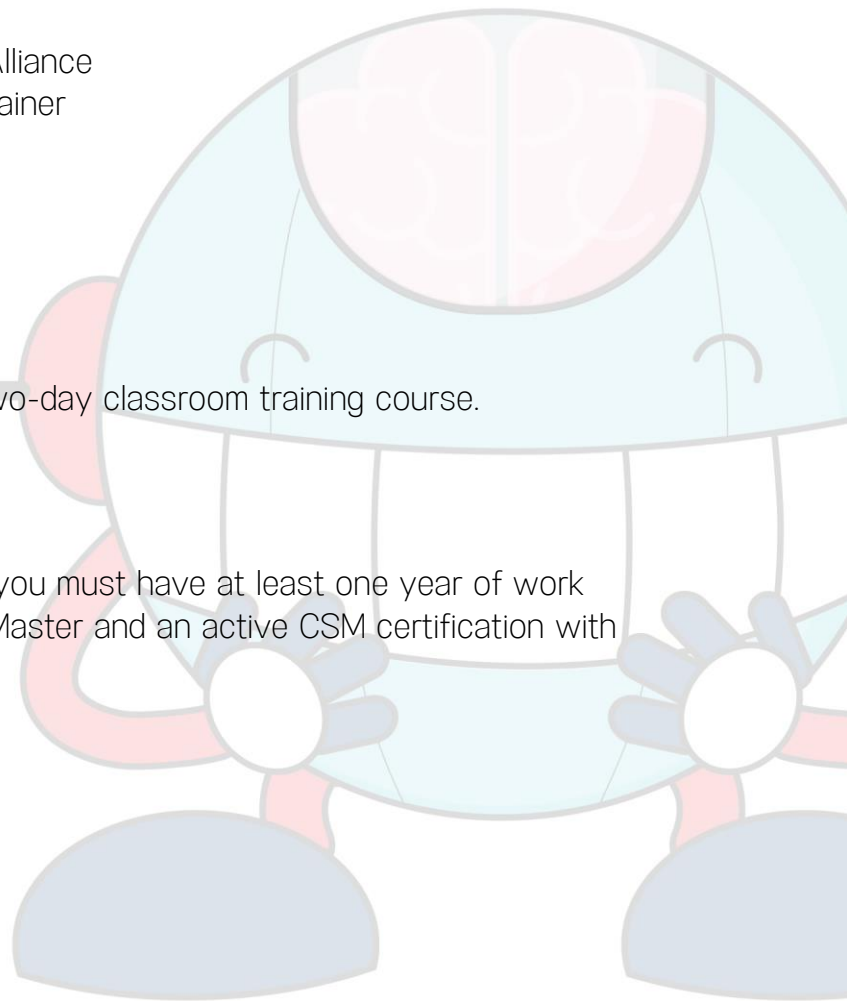 Alliance
ainer
wo-day classroom training course.
you must have at least one year of work
Master and an active CSM certification with